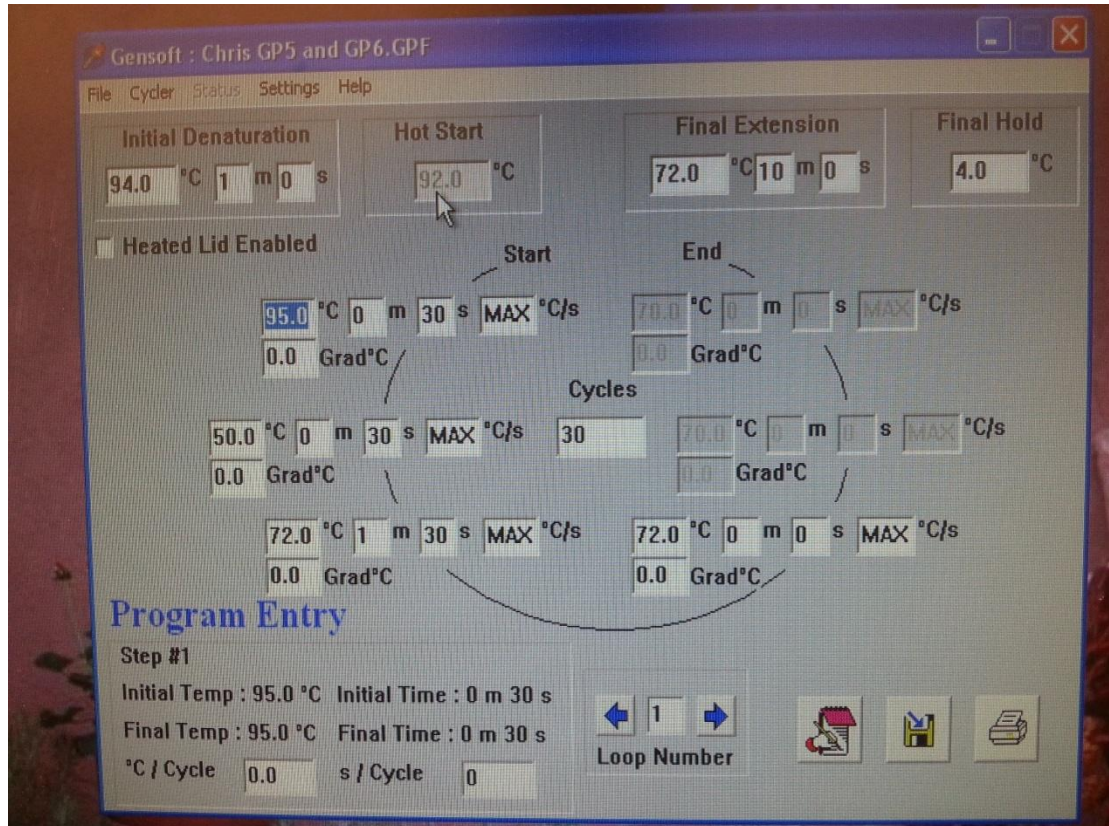 Gensoft : Chris GP5 and GP6.GPF
File Cycler Status Settings Help
Initial Denaturation Hot Start Final Extension Final Hold
94.0 °C 1 m 0 s 92.0 °C 72.0 °C 10 m 0 s 4.0 °C
Heated Lid Enabled
Start End
95.0 °C 0 m 30 s MAX °C/s 70.0 °C 0 m 0 s MAX °C/s
0.0 Grad°C 0.0 Grad°C
Cycles
50.0 °C 0 m 30 s MAX °C/s 30 70.0 °C 0 m 0 s MAX °C/s
0.0 Grad°C 0.0 Grad°C
72.0 °C 1 m 30 s MAX °C/s 72.0 °C 0 m 0 s MAX °C/s
0.0 Grad°C 0.0 Grad°C
Program Entry
Step #1
Initial Temp : 95.0 °C Initial Time : 0 m 30 s
Final Temp : 95.0 °C Final Time : 0 m 30 s
°C / Cycle 0.0 s / Cycle 0
1
Loop Number